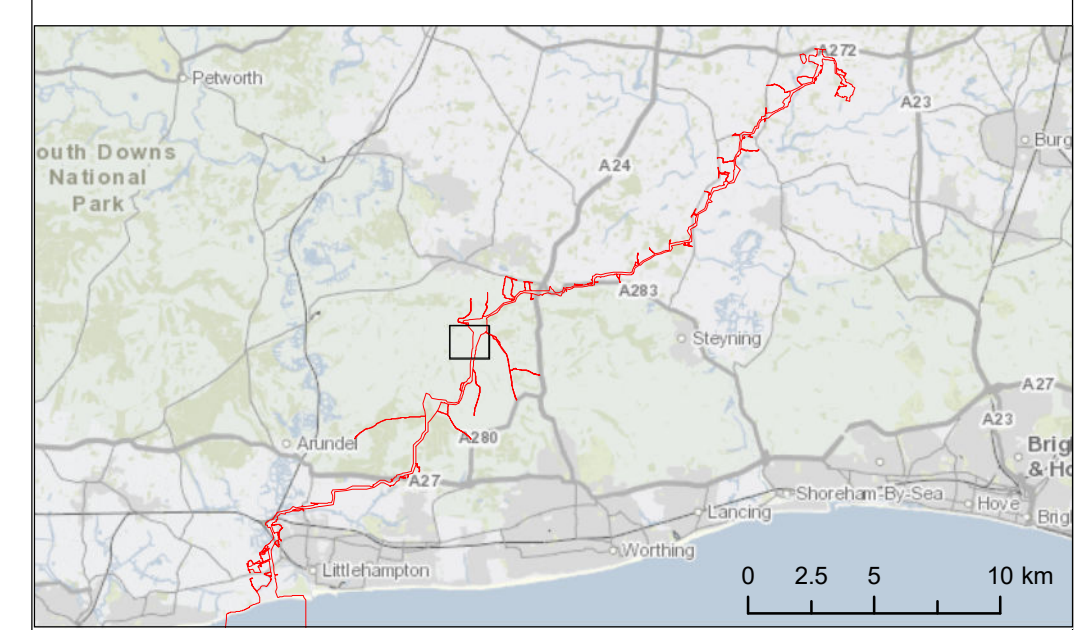 A272
Petworth
A23
Burg
outh Downs
National
Park
A24
A283
Steyning
A27
A23
Arundel
A280
Brig
& Ho
A27
Shoreham-By-Sea
Hove
Lancing
Brig
Worthing
Littlehampton
0 2.5 5 10 km